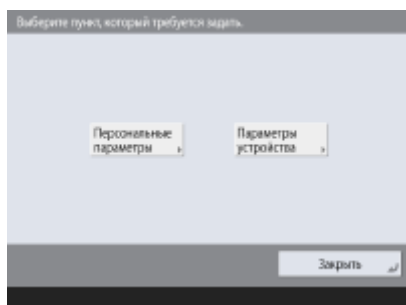 Выберите пункт, который требуется задать.
Персональные
параметры
Параметры
устройства
Закрыть